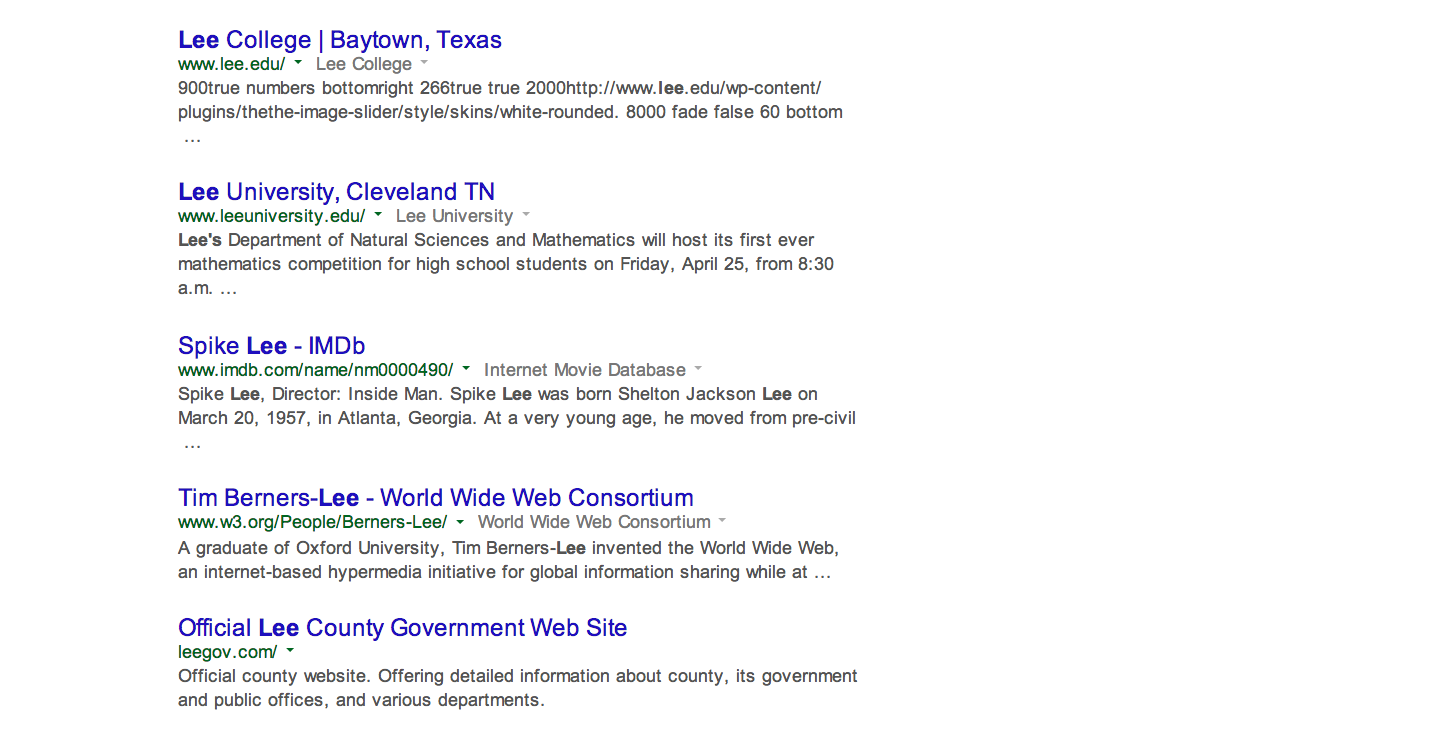 Lee College | Baytown, Texas
www.lee.edu/ Lee College
900true numbers bottomright 266true true 2000http://www.lee.edu/wp-content/
plugins/thethe-image-slider/style/skins/white-rounded. 8000 fade false 60 bottom
...
Lee University, Cleveland TN
www.leeuniversity.edu/ Lee University
Lee's Department of Natural Sciences and Mathematics will host its first ever
mathematics competition for high school students on Friday, April 25, from 8:30
a.m. ...
Spike Lee - IMDb
www.imdb.com/name/nm0000490/ Internet Movie Database
Spike Lee, Director: Inside Man. Spike Lee was born Shelton Jackson Lee on
March 20, 1957, in Atlanta, Georgia. At a very young age, he moved from pre-civil
...
Tim Berners-Lee - World Wide Web Consortium
www.w3.org/People/Berners-Lee/ World Wide Web Consortium
A graduate of Oxford University, Tim Berners-Lee invented the World Wide Web,
an internet-based hypermedia initiative for global information sharing while at ...
Official Lee County Government Web Site
leegov.com/
Official county website. Offering detailed information about county, its government
and public offices, and various departments.